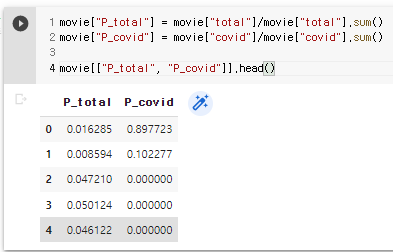 1 movie["P_total"] = movie["total"]/movie["total"].sum()
2 movie["P_covid"] = movie["covid"]/movie["covid"].sum()
3
4 movie[["P_total", "P_covid"]].head()
P_total P_covid
0 0.016285 0.897723
1 0.008594 0.102277
2 0.047210 0.000000
3 0.050124 0.000000
4 0.046122 0.000000